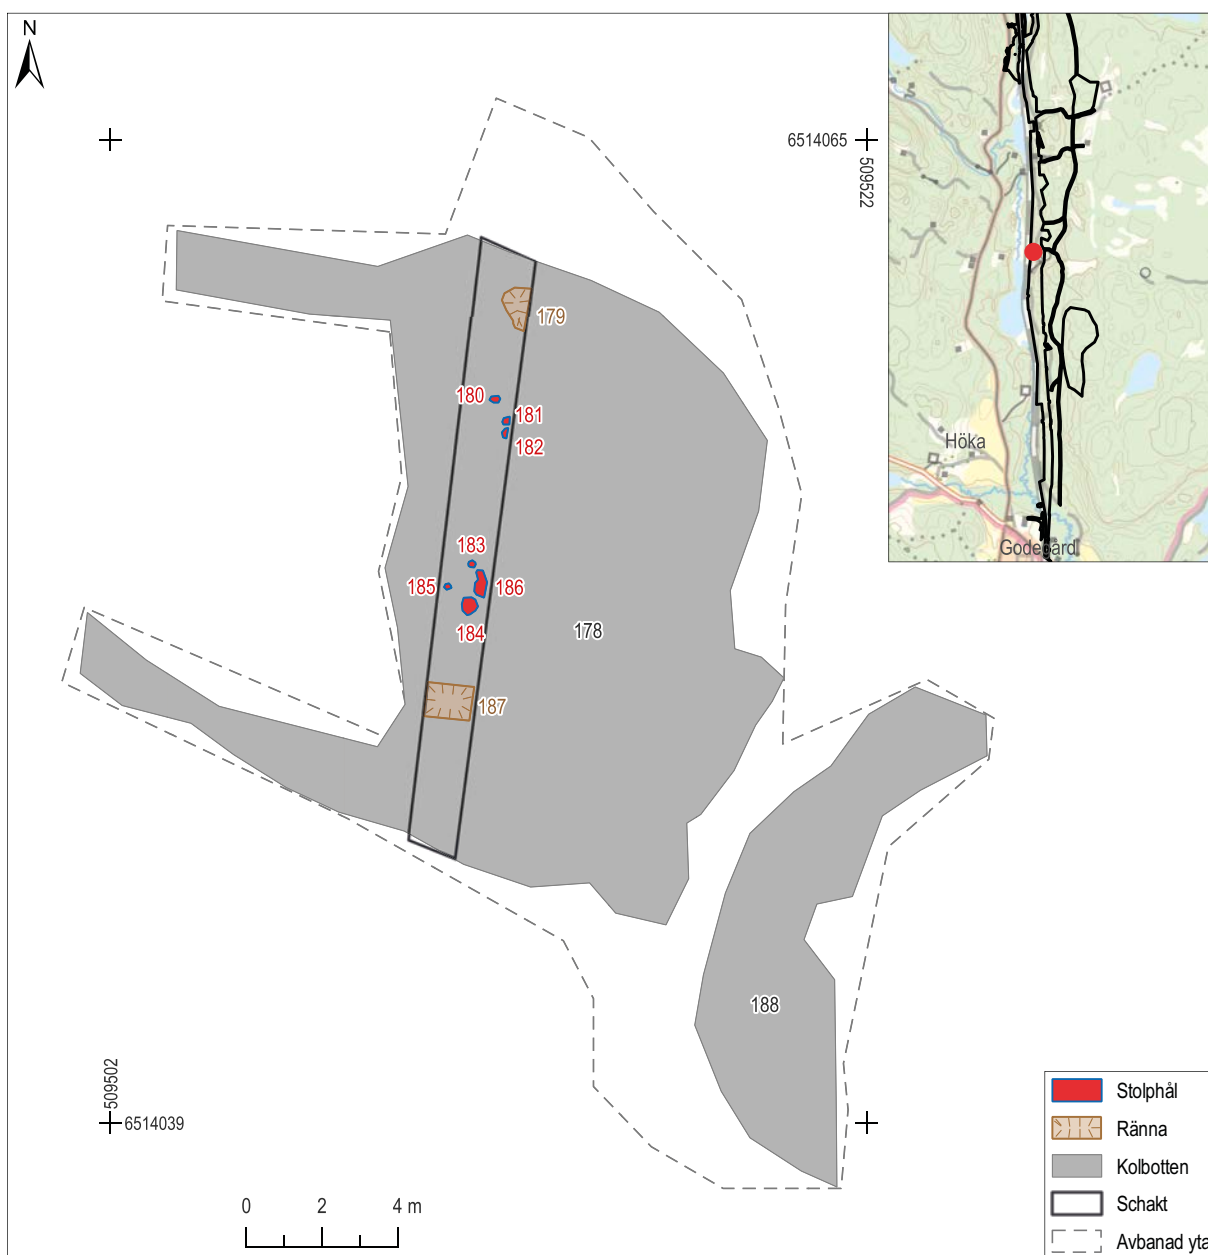 N
6514065
509522
179
180
181
182
183
185
186
184
178
187
188
509502
6514039
0 2 4 m
Höka
Godegård
Stolphål
Ränna
Kolbotten
Schakt
Avbanad yta